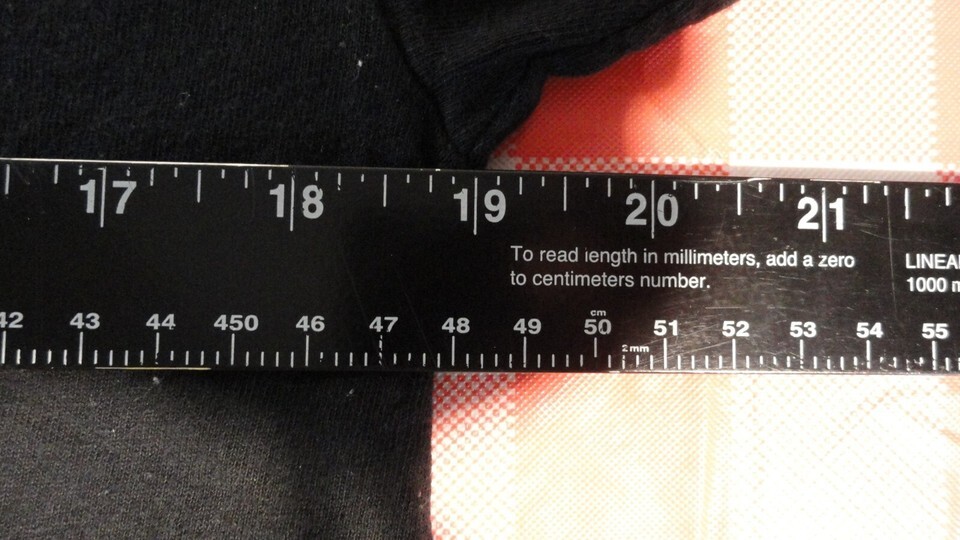 17 18 19 20 21
To read length in millimeters, add a zero LINEA
to centimeters number. 1000 m
cm
42 43 44 450 46 47 48 49 50 51 52 53 54 55
2mm